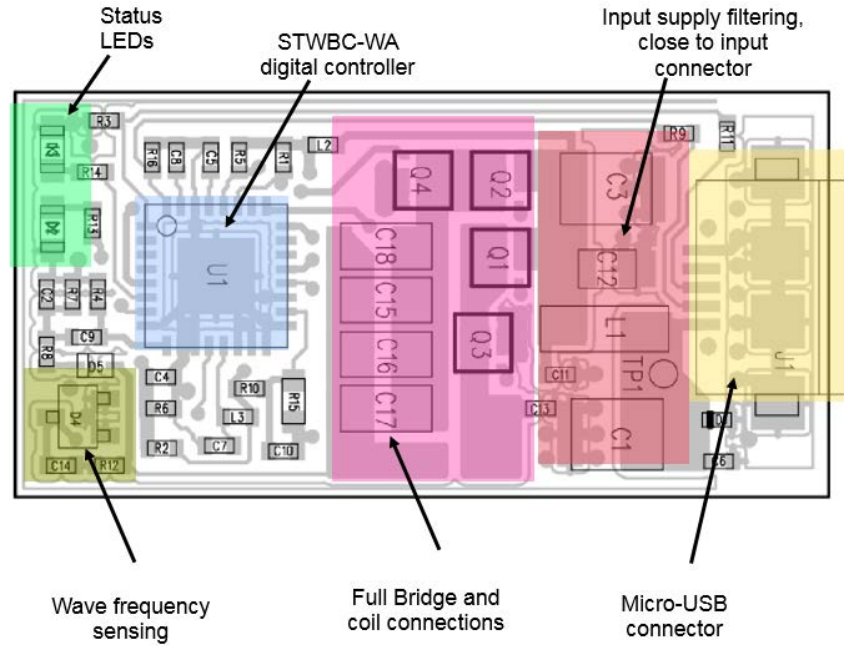 Status
LEDs
STWBC-WA
digital controller
Input supply filtering,
close to input
connector
R3
D3
R14
D2
R13
R16
C8
C5
R5
R1
L2
U1
Q4
Q2
Q1
Q3
C18
C15
C16
C17
C3
C12
L1
TP1
C11
C13
C1
R9
R11
J1
C6
C2
R7
R4
C9
R8
D5
D4
C14
R12
C4
R6
R2
R10
L3
C7
R15
C10
Wave frequency
sensing
Full Bridge and
coil connections
Micro-USB
connector